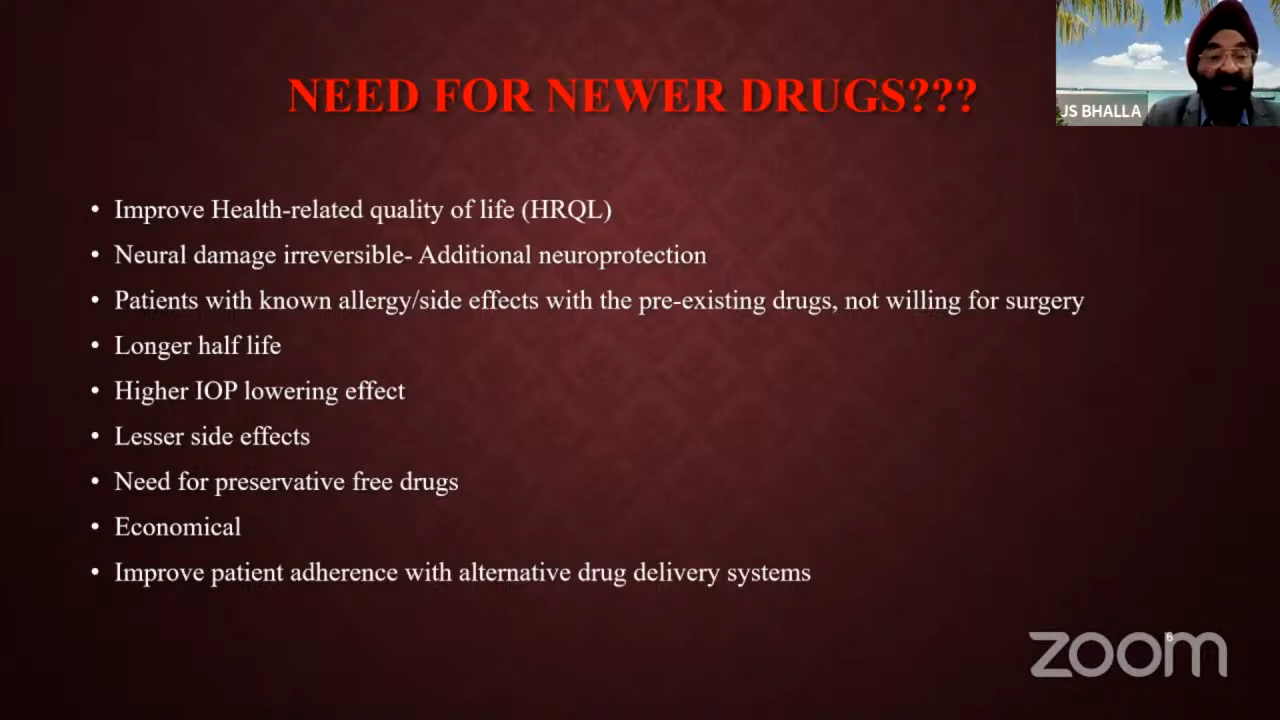 NEED FOR NEWER DRUGS???
JS BHALLA
• Improve Health-related quality of life (HRQL)
• Neural damage irreversible- Additional neuroprotection
• Patients with known allergy/side effects with the pre-existing drugs, not willing for surgery
• Longer half life
• Higher IOP lowering effect
• Lesser side effects
• Need for preservative free drugs
• Economical
• Improve patient adherence with alternative drug delivery systems
6
zoom